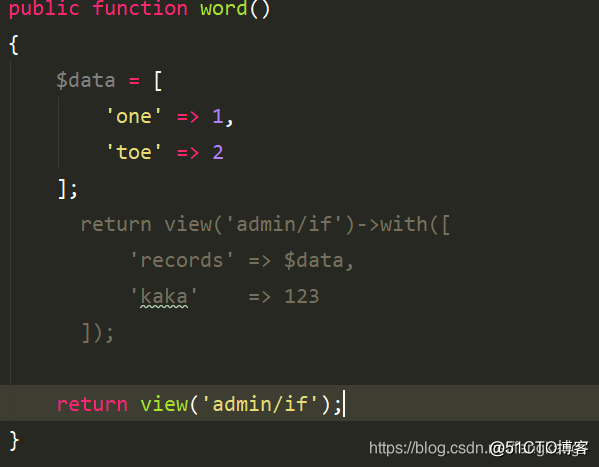 public function word()
{
    $data = [
        'one' => 1,
        'toe' => 2
    ];
      return view('admin/if')->with([
          'records' => $data,
          'kaka'    => 123
      ]);

    return view('admin/if');
}
https://blog.csdn.n
@51CTO博客